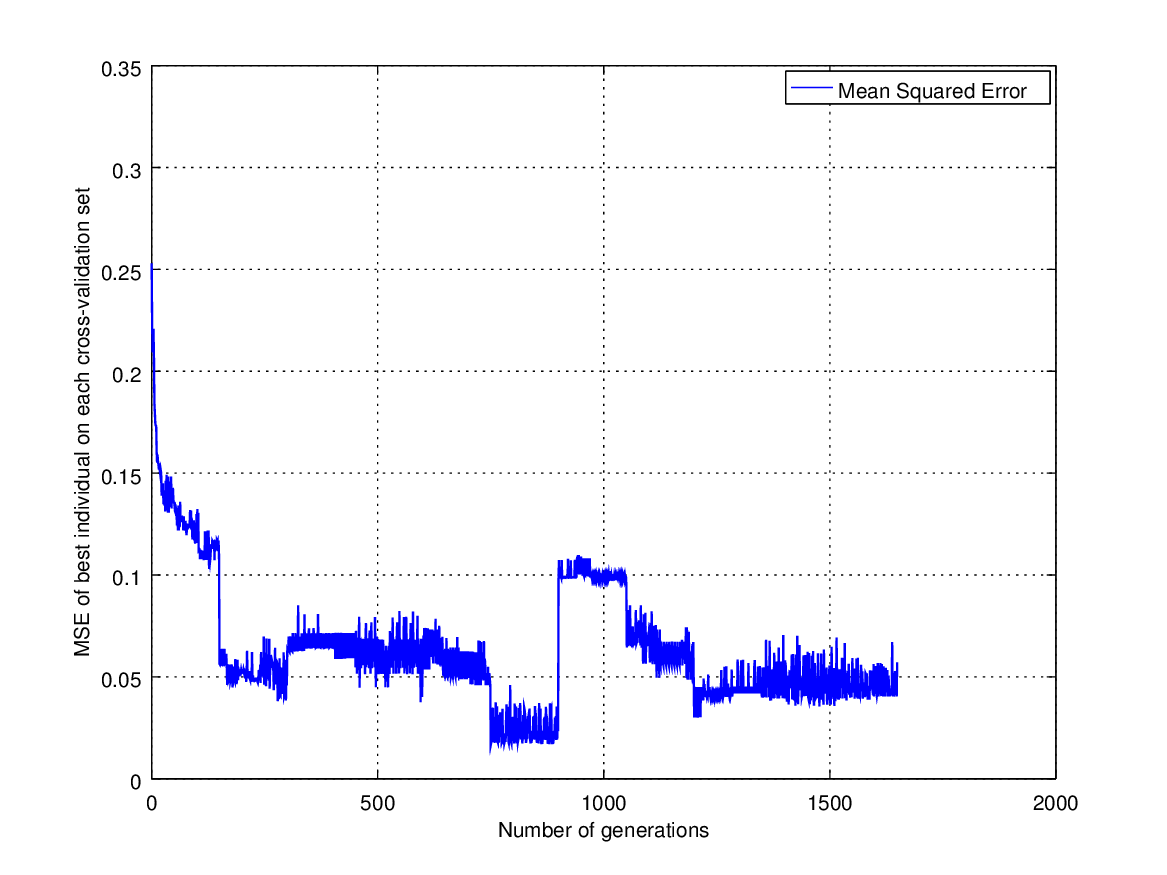 0.35
Mean Squared Error
0.3
0.25
0.2
0.15
0.1
0.05
0
MSE of best individual on each cross-validation set
0 500 1000 1500 2000
Number of generations